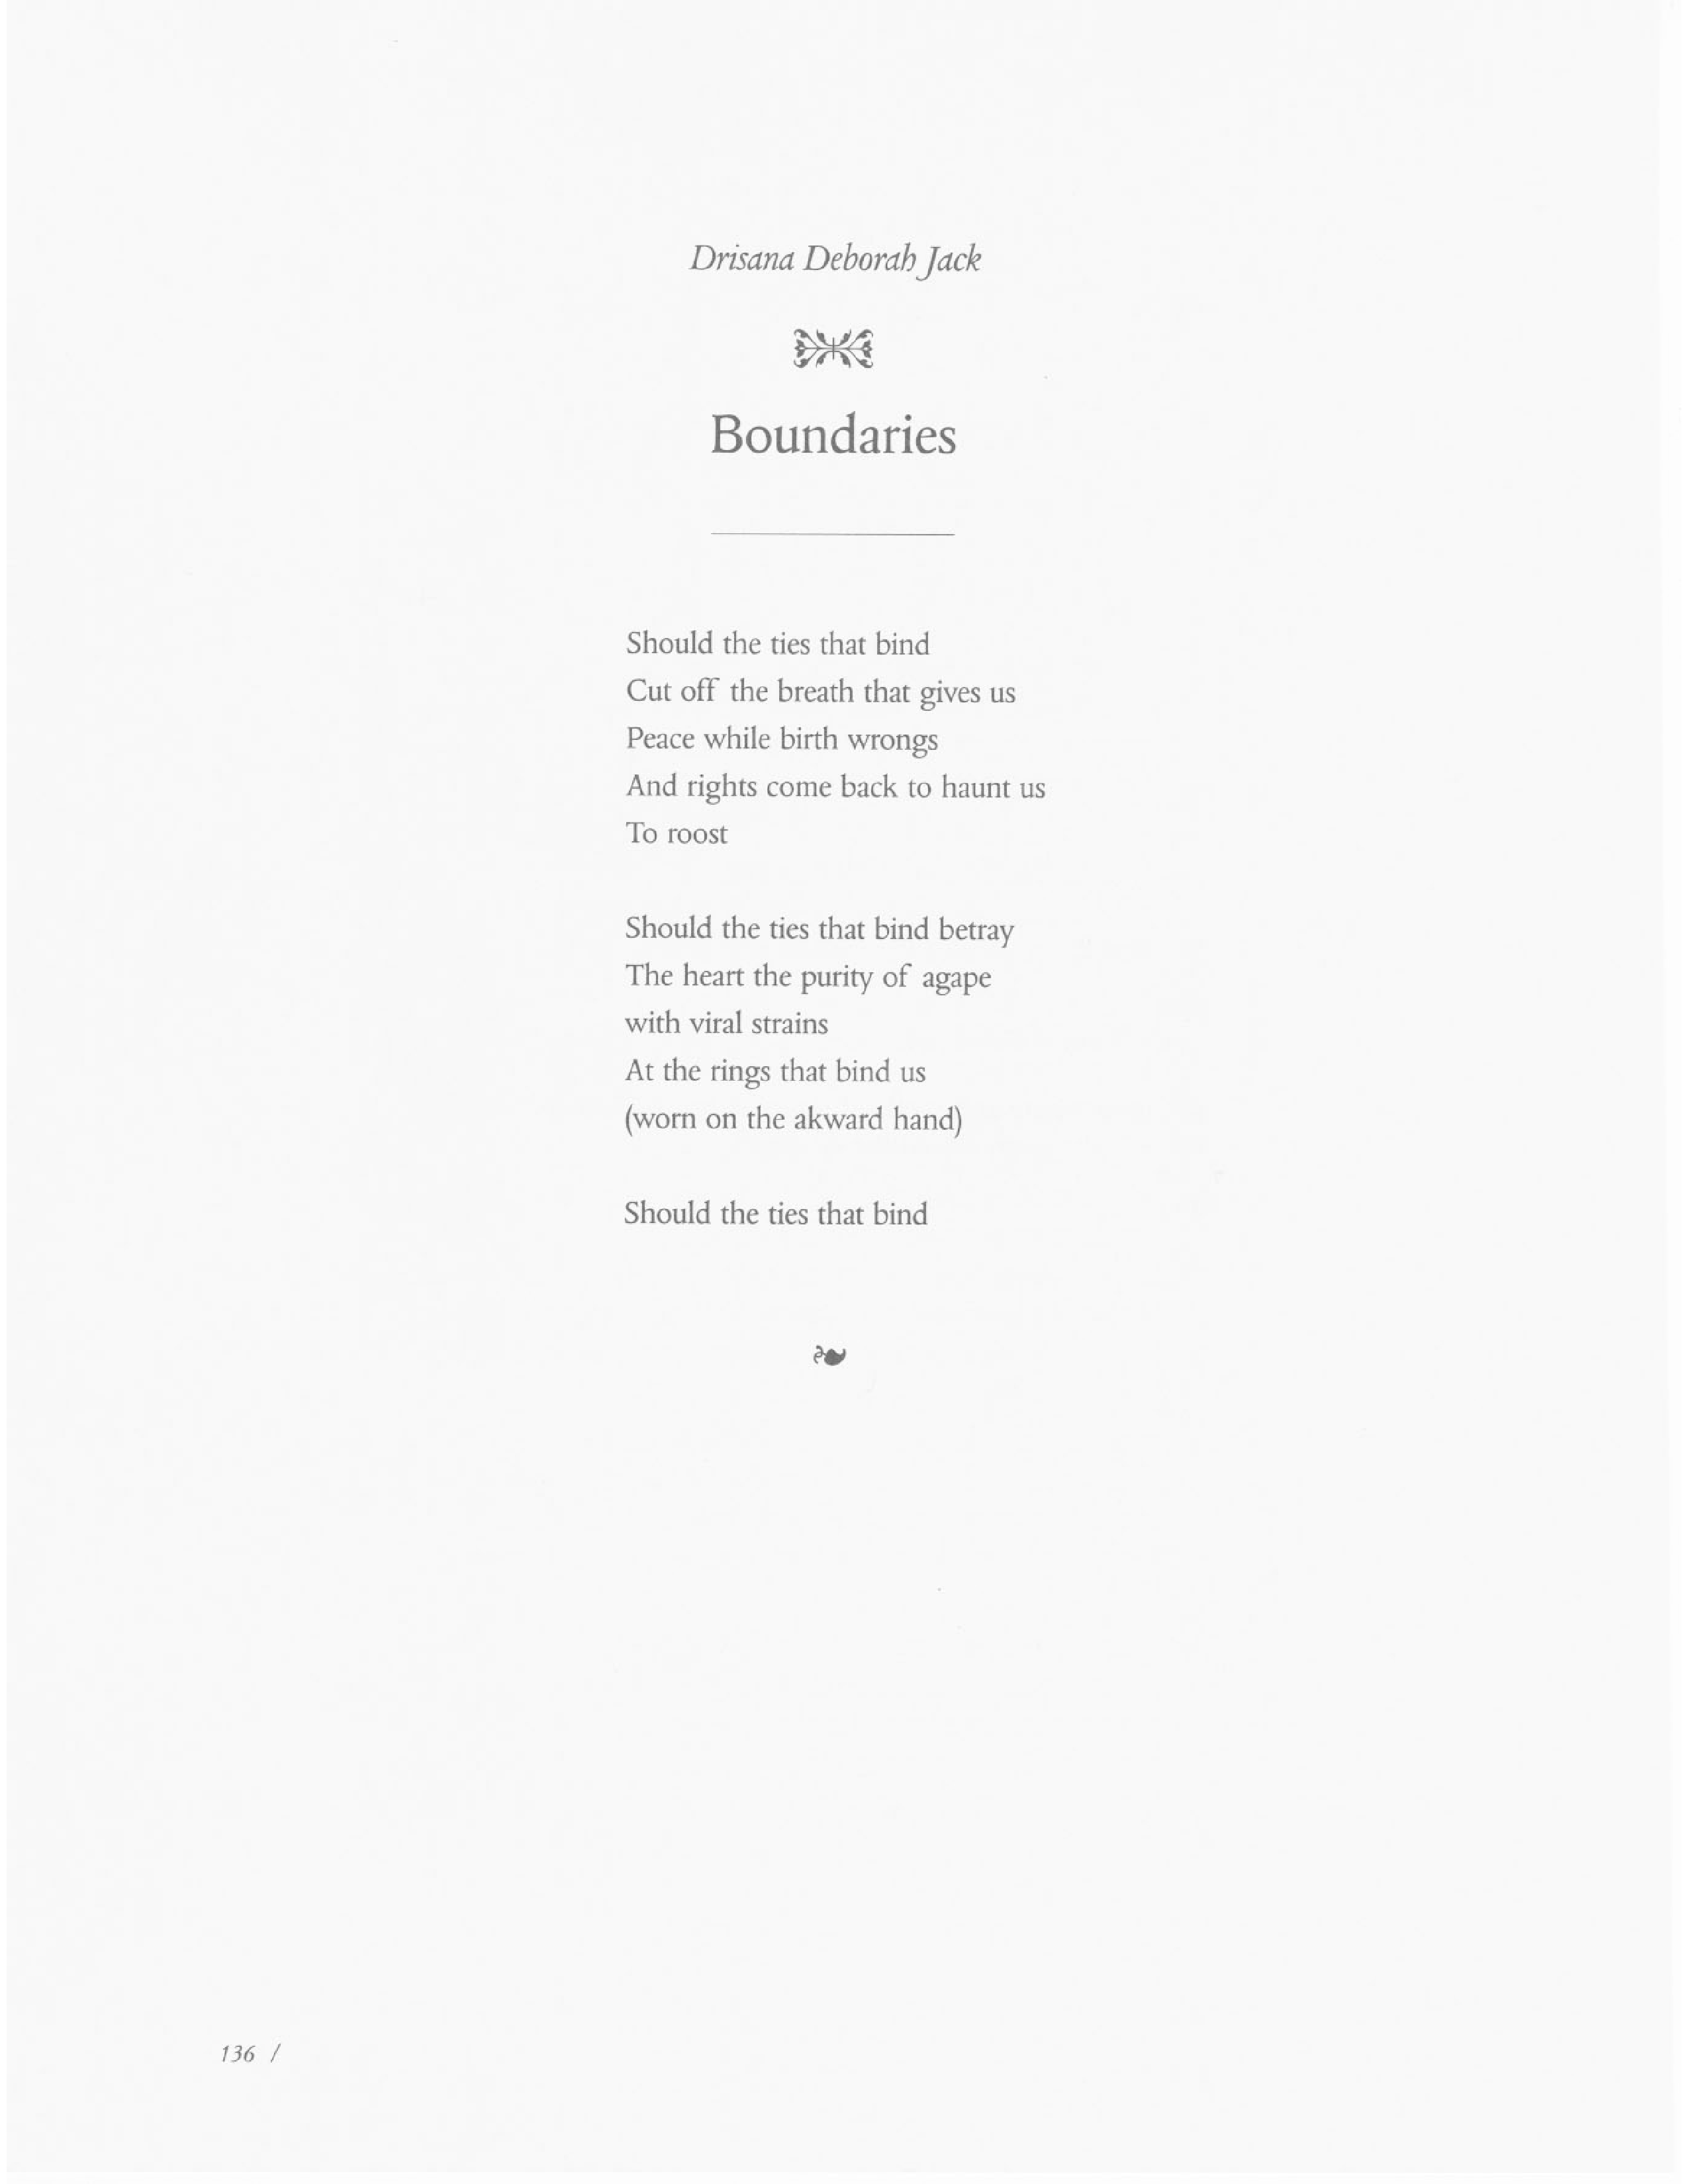 Drisana Deborah Jack
Boundaries
Should the ties that bind
Cut off the breath that gives us
Peace while birth wrongs
And rights come back to haunt us
To roost
Should the ties that bind betray
The heart the purity of agape
with viral strains
At the rings that bind us
(worn on the akward hand)
Should the ties that bind
136 /